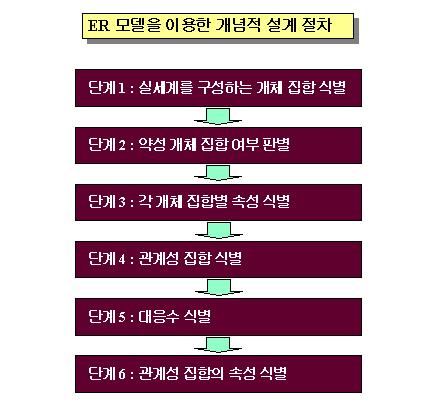 ER 모델을 이용한 개념적 설계 절차
단계 1 : 실세계를 구성하는 개체 집합 식별
단계 2 : 약성 개체 집합 여부 판별
단계 3 : 각 개체 집합별 속성 식별
단계 4 : 관계성 집합 식별
단계 5 : 대응수 식별
단계 6 : 관계성 집합의 속성 식별